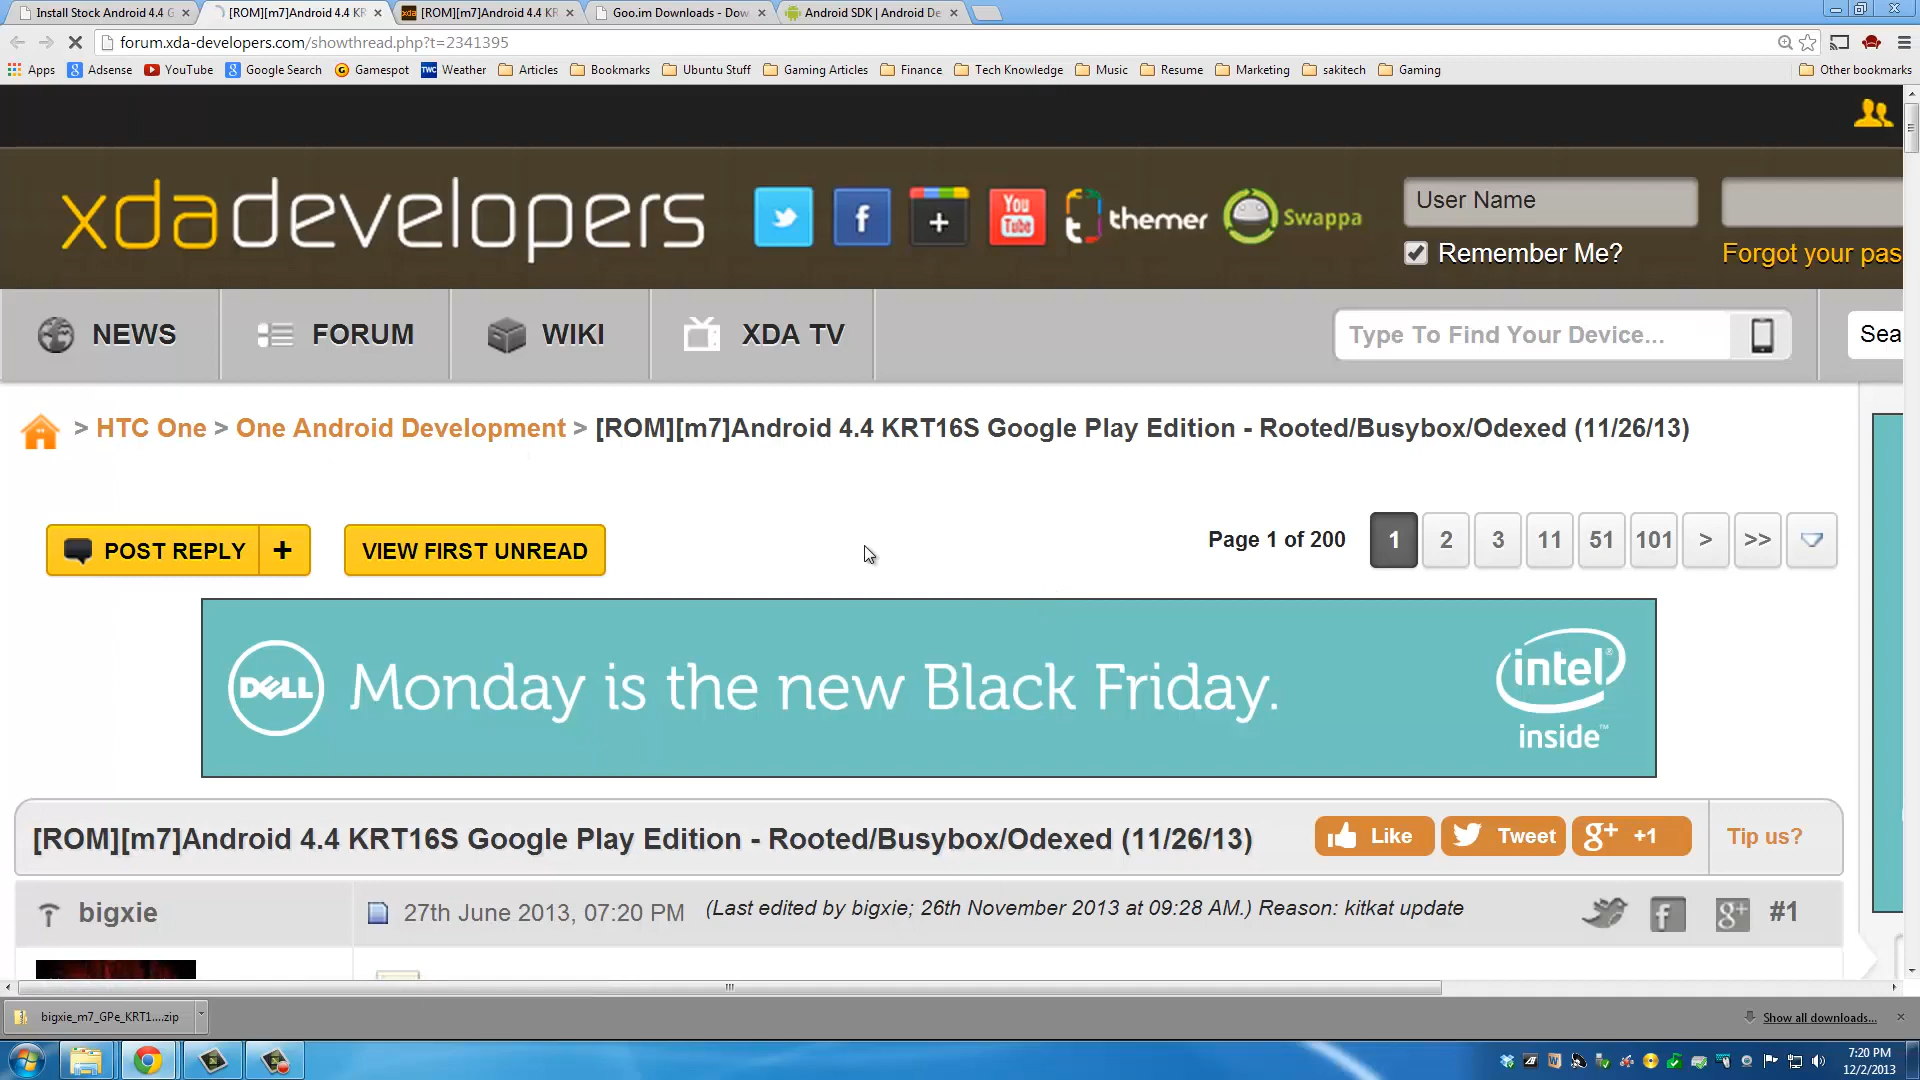 Install Stock Android 4.4 G
[ROM][m7]Android 4.4 KR
[ROM][m7]Android 4.4 KR
Goo.im Downloads - Dow
Android SDK | Android De
forum.xda-developers.com/showthread.php?t=2341395
Apps Adsense YouTube Google Search Gamespot Weather Articles Bookmarks Ubuntu Stuff Gaming Articles Finance Tech Knowledge Music Resume Marketing sakitech Gaming Other bookmarks
xdadevelopers
You Tube
themer
Swappa
User Name
Remember Me?
Forgot your pas
NEWS FORUM WIKI XDA TV
Type To Find Your Device...
Sea
> HTC One > One Android Development > [ROM][m7]Android 4.4 KRT16S Google Play Edition - Rooted/Busybox/Odexed (11/26/13)
POST REPLY +
VIEW FIRST UNREAD
Page 1 of 200 1 2 3 11 51 101 > >>
DELL Monday is the new Black Friday.
intel inside™
[ROM][m7]Android 4.4 KRT16S Google Play Edition - Rooted/Busybox/Odexed (11/26/13)
Like Tweet g+ +1 Tip us?
bigxie
27th June 2013, 07:20 PM (Last edited by bigxie; 26th November 2013 at 09:28 AM.) Reason: kitkat update
#1
bigxie_m7_GPe_KRT1....zip
Show all downloads...
7:20 PM
12/2/2013